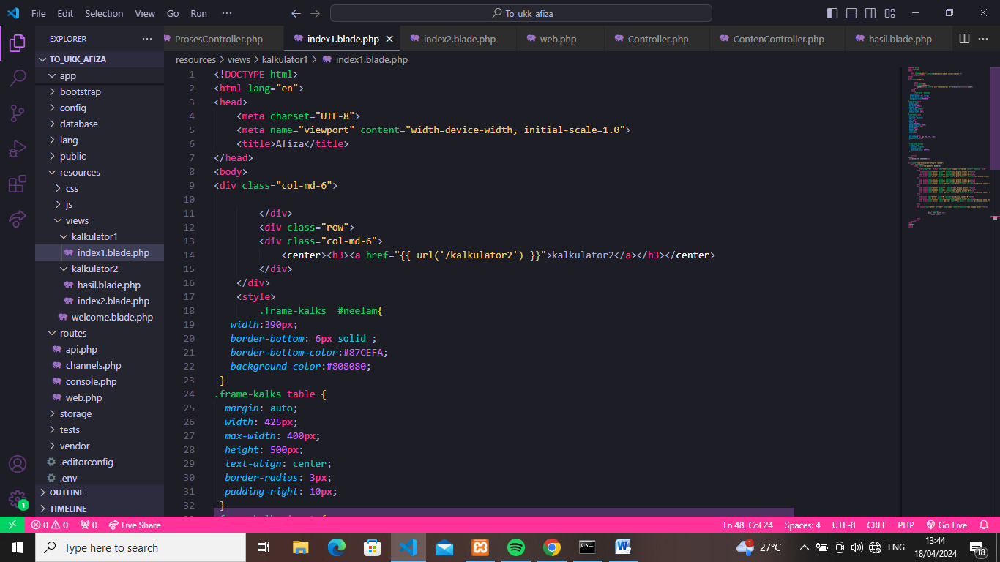 File Edit Selection View Go Run ··· To_ukk_afiza
EXPLORER ···
TO_UKK_AFIZA
app
bootstrap
config
database
lang
public
resources
css
js
views
kalkulator1
index1.blade.php
kalkulator2
hasil.blade.php
index2.blade.php
welcome.blade.php
routes
api.php
channels.php
console.php
web.php
storage
tests
vendor
.editorconfig
.env
OUTLINE
TIMELINE
ProsesController.php index1.blade.php index2.blade.php web.php Controller.php ContenController.php hasil.blade.php ···
resources > views > kalkulator1 > index1.blade.php
1 <!DOCTYPE html>
2 <html lang="en">
3 <head>
4 <meta charset="UTF-8">
5 <meta name="viewport" content="width=device-width, initial-scale=1.0">
6 <title>Afiza</title>
7 </head>
8 <body>
9 <div class="col-md-6">
10
11 </div>
12 <div class="row">
13 <div class="col-md-6">
14 <center><h3><a href="{{ url('/kalkulator2') }}">kalkulator2</a></h3></center>
15 </div>
16 </div>
17 <style>
18 .frame-kalks #neelam{
19 width:390px;
20 border-bottom: 6px solid ;
21 border-bottom-color:#87CEFA;
22 background-color:#808080;
23 }
24 .frame-kalks table {
25 margin: auto;
26 width: 425px;
27 max-width: 400px;
28 height: 500px;
29 text-align: center;
30 border-radius: 3px;
31 padding-right: 10px;
32 }
1
0 0 0 Live Share Ln 48, Col 24 Spaces: 4 UTF-8 CRLF PHP Go Live
Type here to search 1 27°C ENG 13:44
18/04/2024 18